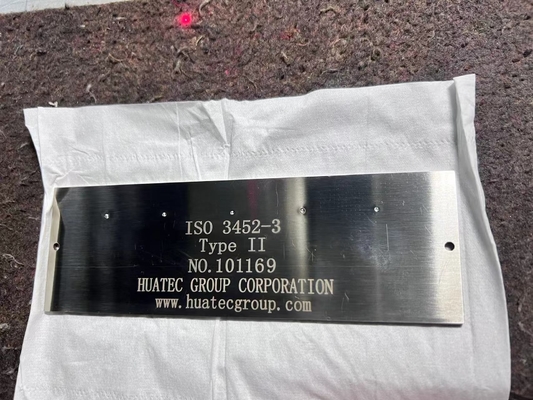 ISO 3452-3
Type II
NO.101169
HUATEC GROUP CORPORATION
www.huatecgroup.com